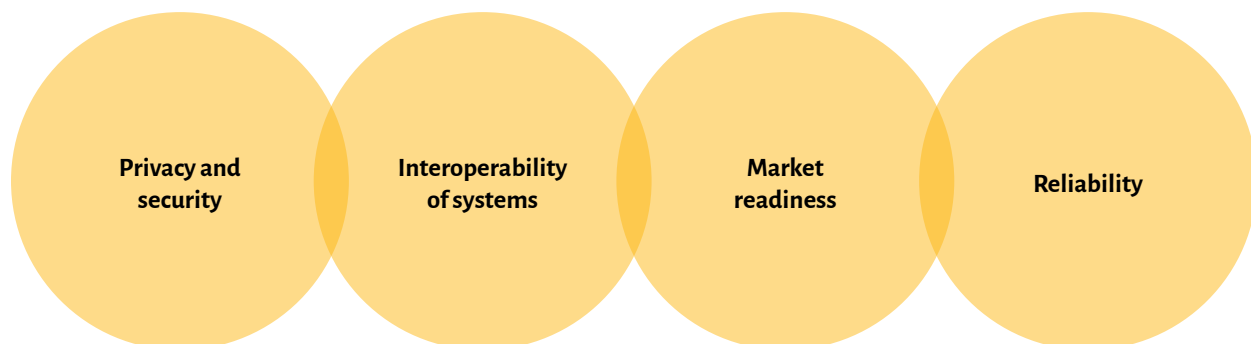 Privacy and
security
Interoperability
of systems
Market
readiness
Reliability